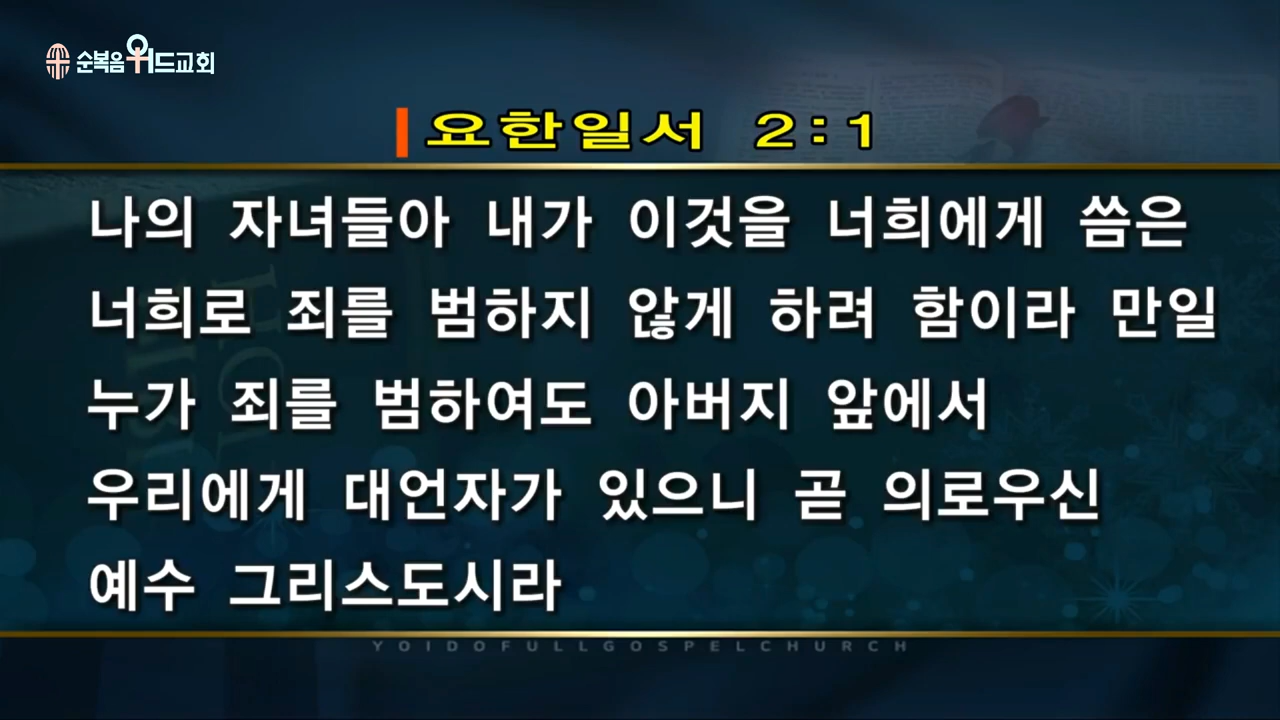 순복음워드교회
요한일서 2:1
나의 자녀들아 내가 이것을 너희에게 씀은
너희로 죄를 범하지 않게 하려 함이라 만일
누가 죄를 범하여도 아버지 앞에서
우리에게 대언자가 있으니 곧 의로우신
예수 그리스도시라
YOIDOFULLGOSPELCHURCH